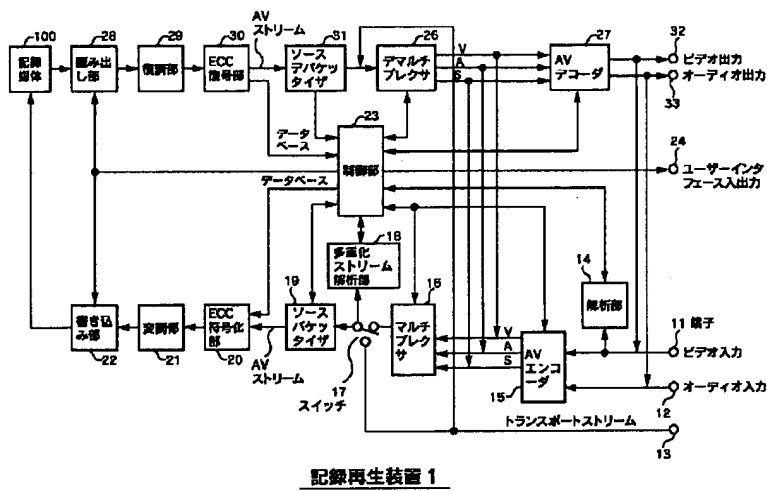 100
記録
媒体
28
読み出
し部
29
復調部
30
ECC
復号部
AV
ストリーム
31
ソース
デパケッ
タイザ
26
デマルチ
プレクサ
V
A
S
27
AV
デコーダ
32
ビデオ出力
オーディオ出力
33
データ
ベース
23
制御部
24
ユーザーインタ
フェース入出力
データベース
18
多重化
ストリーム
解析部
14
解析部
書き込
み部
22
変調部
21
ECC
符号化
部
20
AV
ストリーム
19
ソース
パケッ
タイザ
17
スイッチ
16
マルチ
プレク
サ
V
A
S
AV
エンコ
ーダ
15
11 端子
ビデオ入力
オーディオ入力
12
トランスポートストリーム
13
記録再生装置1